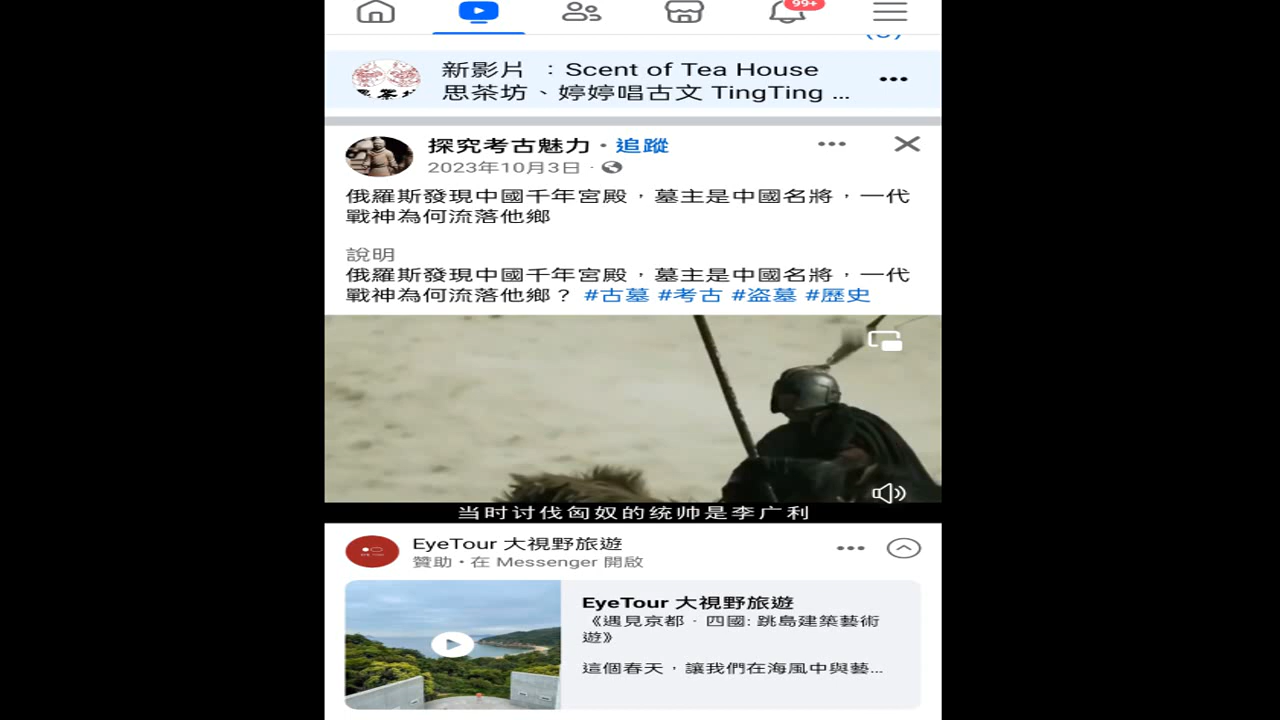 99+
新影片 ：Scent of Tea House
思茶坊、婷婷唱古文 TingTing ...
探究考古魅力 · 追蹤
2023年10月3日 ·
俄羅斯發現中國千年宮殿，墓主是中國名將，一代
戰神為何流落他鄉
說明
俄羅斯發現中國千年宮殿，墓主是中國名將，一代
戰神為何流落他鄉？ #古墓 #考古 #盜墓 #歷史
当时讨伐匈奴的统帅是李广利
EyeTour 大視野旅遊
贊助 · 在 Messenger 開啟
EyeTour 大視野旅遊
《遇見京都 · 四國: 跳島建築藝術
遊》
這個春天，讓我們在海風中與藝...